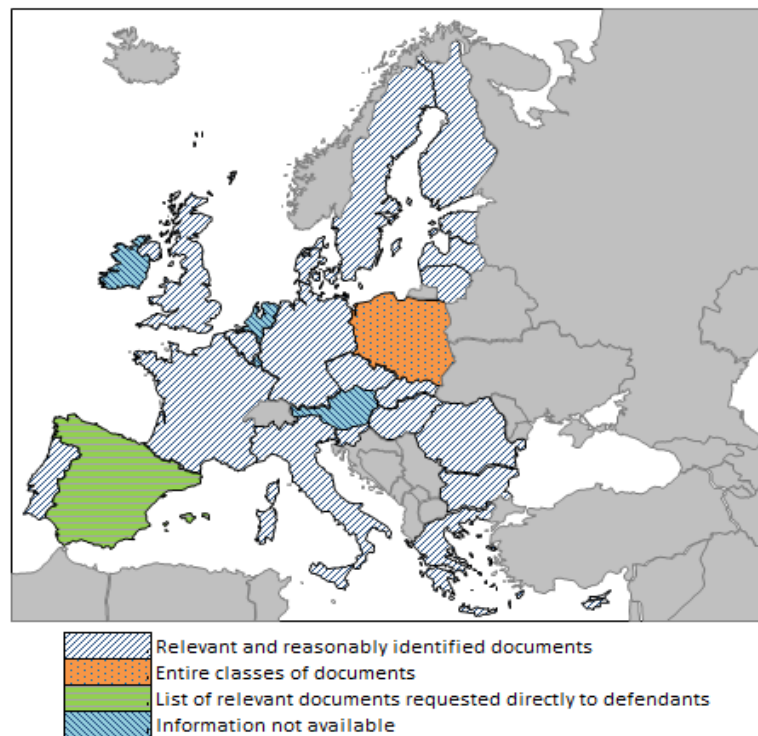 Relevant and reasonably identified documents
Entire classes of documents
List of relevant documents requested directly to defendants
Information not available